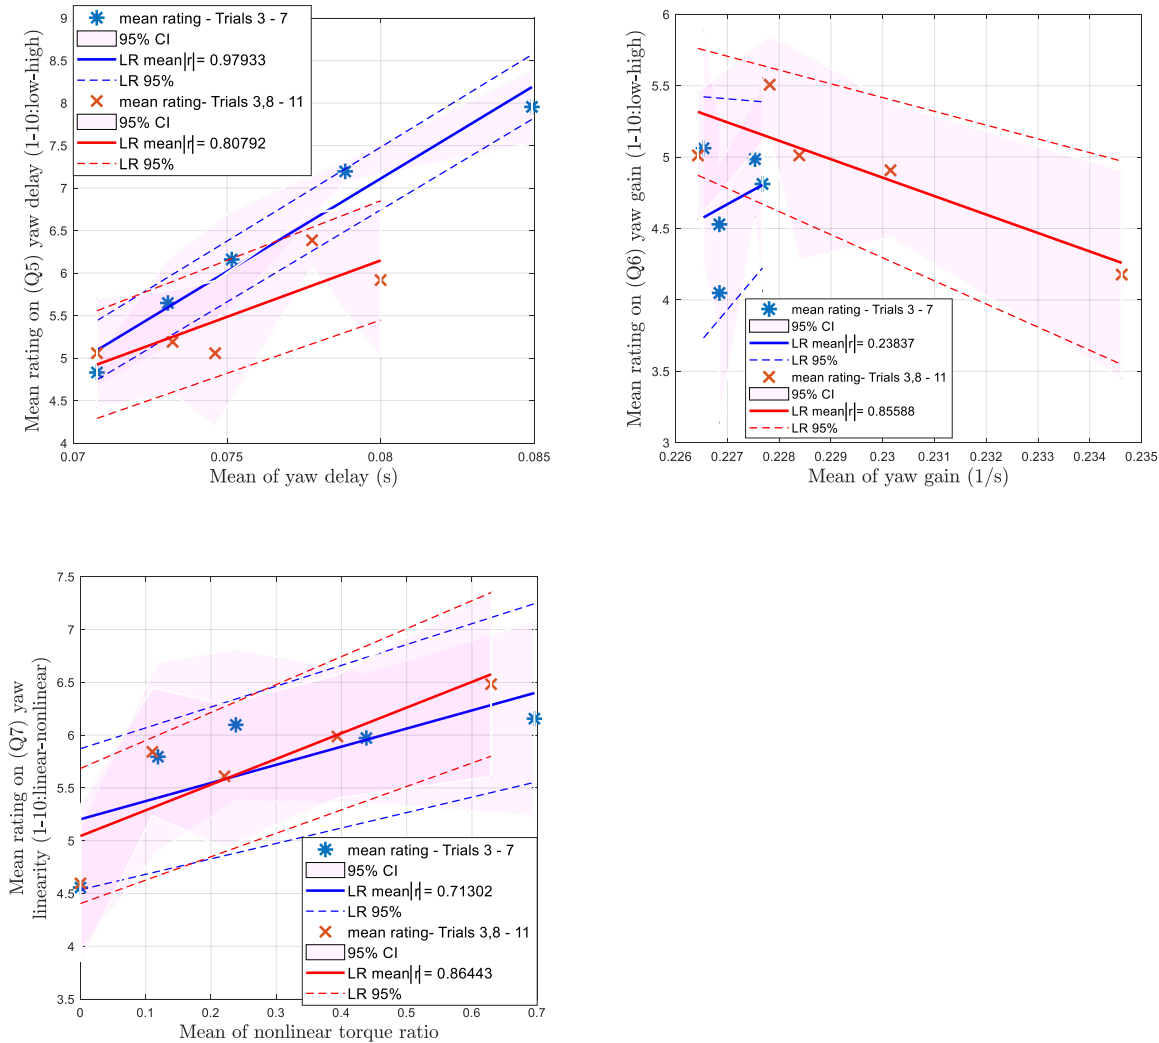 9
8.5
8
7.5
7
6.5
6
5.5
5
4.5
4
0.07
0.075
0.08
0.085
Mean of yaw delay (s)
Mean rating on (Q5) yaw delay (1-10:low-high)
mean rating - Trials 3 - 7
95% CI
LR mean|r|= 0.97933
LR 95%
mean rating- Trials 3,8 - 11
95% CI
LR mean|r|= 0.80792
LR 95%
6
5.5
5
4.5
4
3.5
3
0.226
0.227
0.228
0.229
0.23
0.231
0.232
0.233
0.234
0.235
Mean of yaw gain (1/s)
Mean rating on (Q6) yaw gain (1-10:low-high)
mean rating - Trials 3 - 7
95% CI
LR mean|r|= 0.23837
LR 95%
mean rating- Trials 3,8 - 11
95% CI
LR mean|r|= 0.85588
LR 95%
7.5
7
6.5
6
5.5
5
4.5
4
3.5
0
0.1
0.2
0.3
0.4
0.5
0.6
0.7
Mean of nonlinear torque ratio
Mean rating on (Q7) yaw
linearity (1-10:linear-nonlinear)
mean rating - Trials 3 - 7
95% CI
LR mean|r|= 0.71302
LR 95%
mean rating- Trials 3,8 - 11
95% CI
LR mean|r|= 0.86443
LR 95%